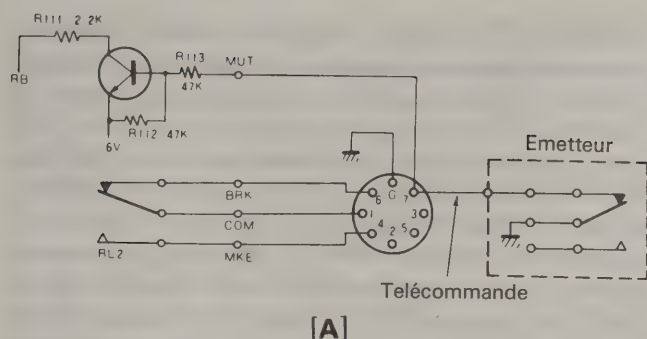 R111 2 2K
RB
R113
47K
MUT
R112 47K
6V
Emetteur
BRK
COM
MKE
RL2
6 G 7
1 3
4 2 5
Telécommande
[A]